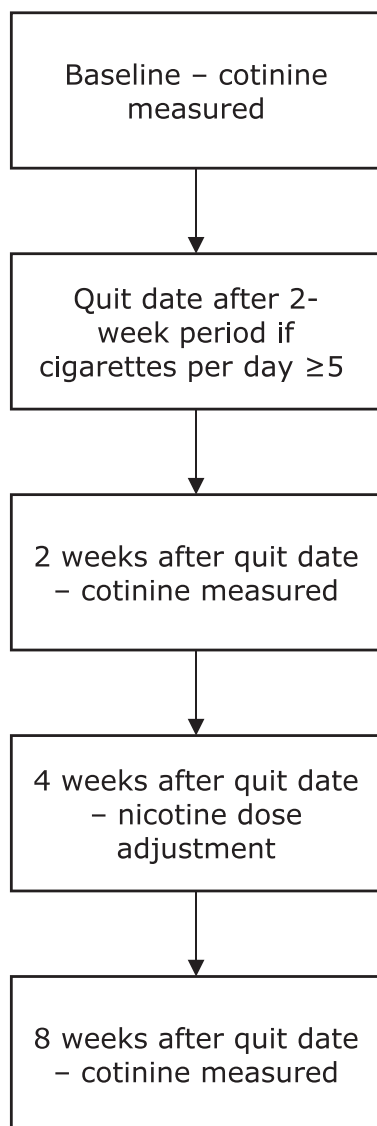 Baseline – cotinine
measured
Quit date after 2-
week period if
cigarettes per day ≥5
2 weeks after quit date
– cotinine measured
4 weeks after quit date
– nicotine dose
adjustment
8 weeks after quit date
– cotinine measured